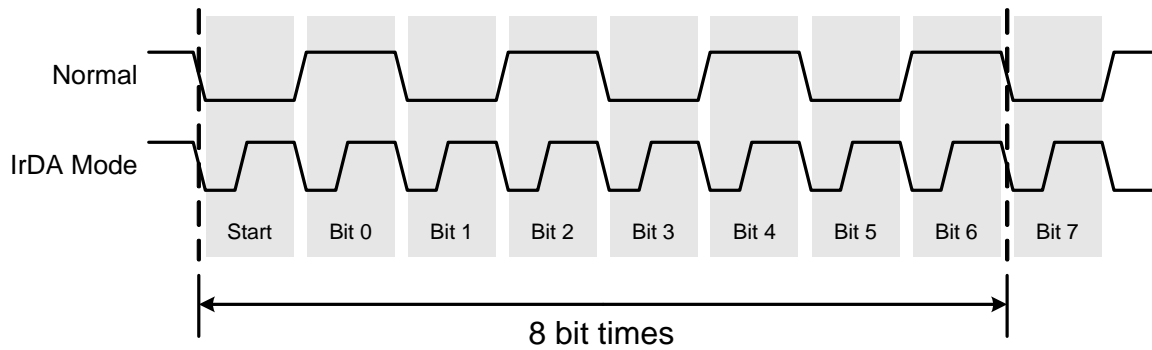 Normal
IrDA Mode
Start
Bit 0
Bit 1
Bit 2
Bit 3
Bit 4
Bit 5
Bit 6
Bit 7
8 bit times